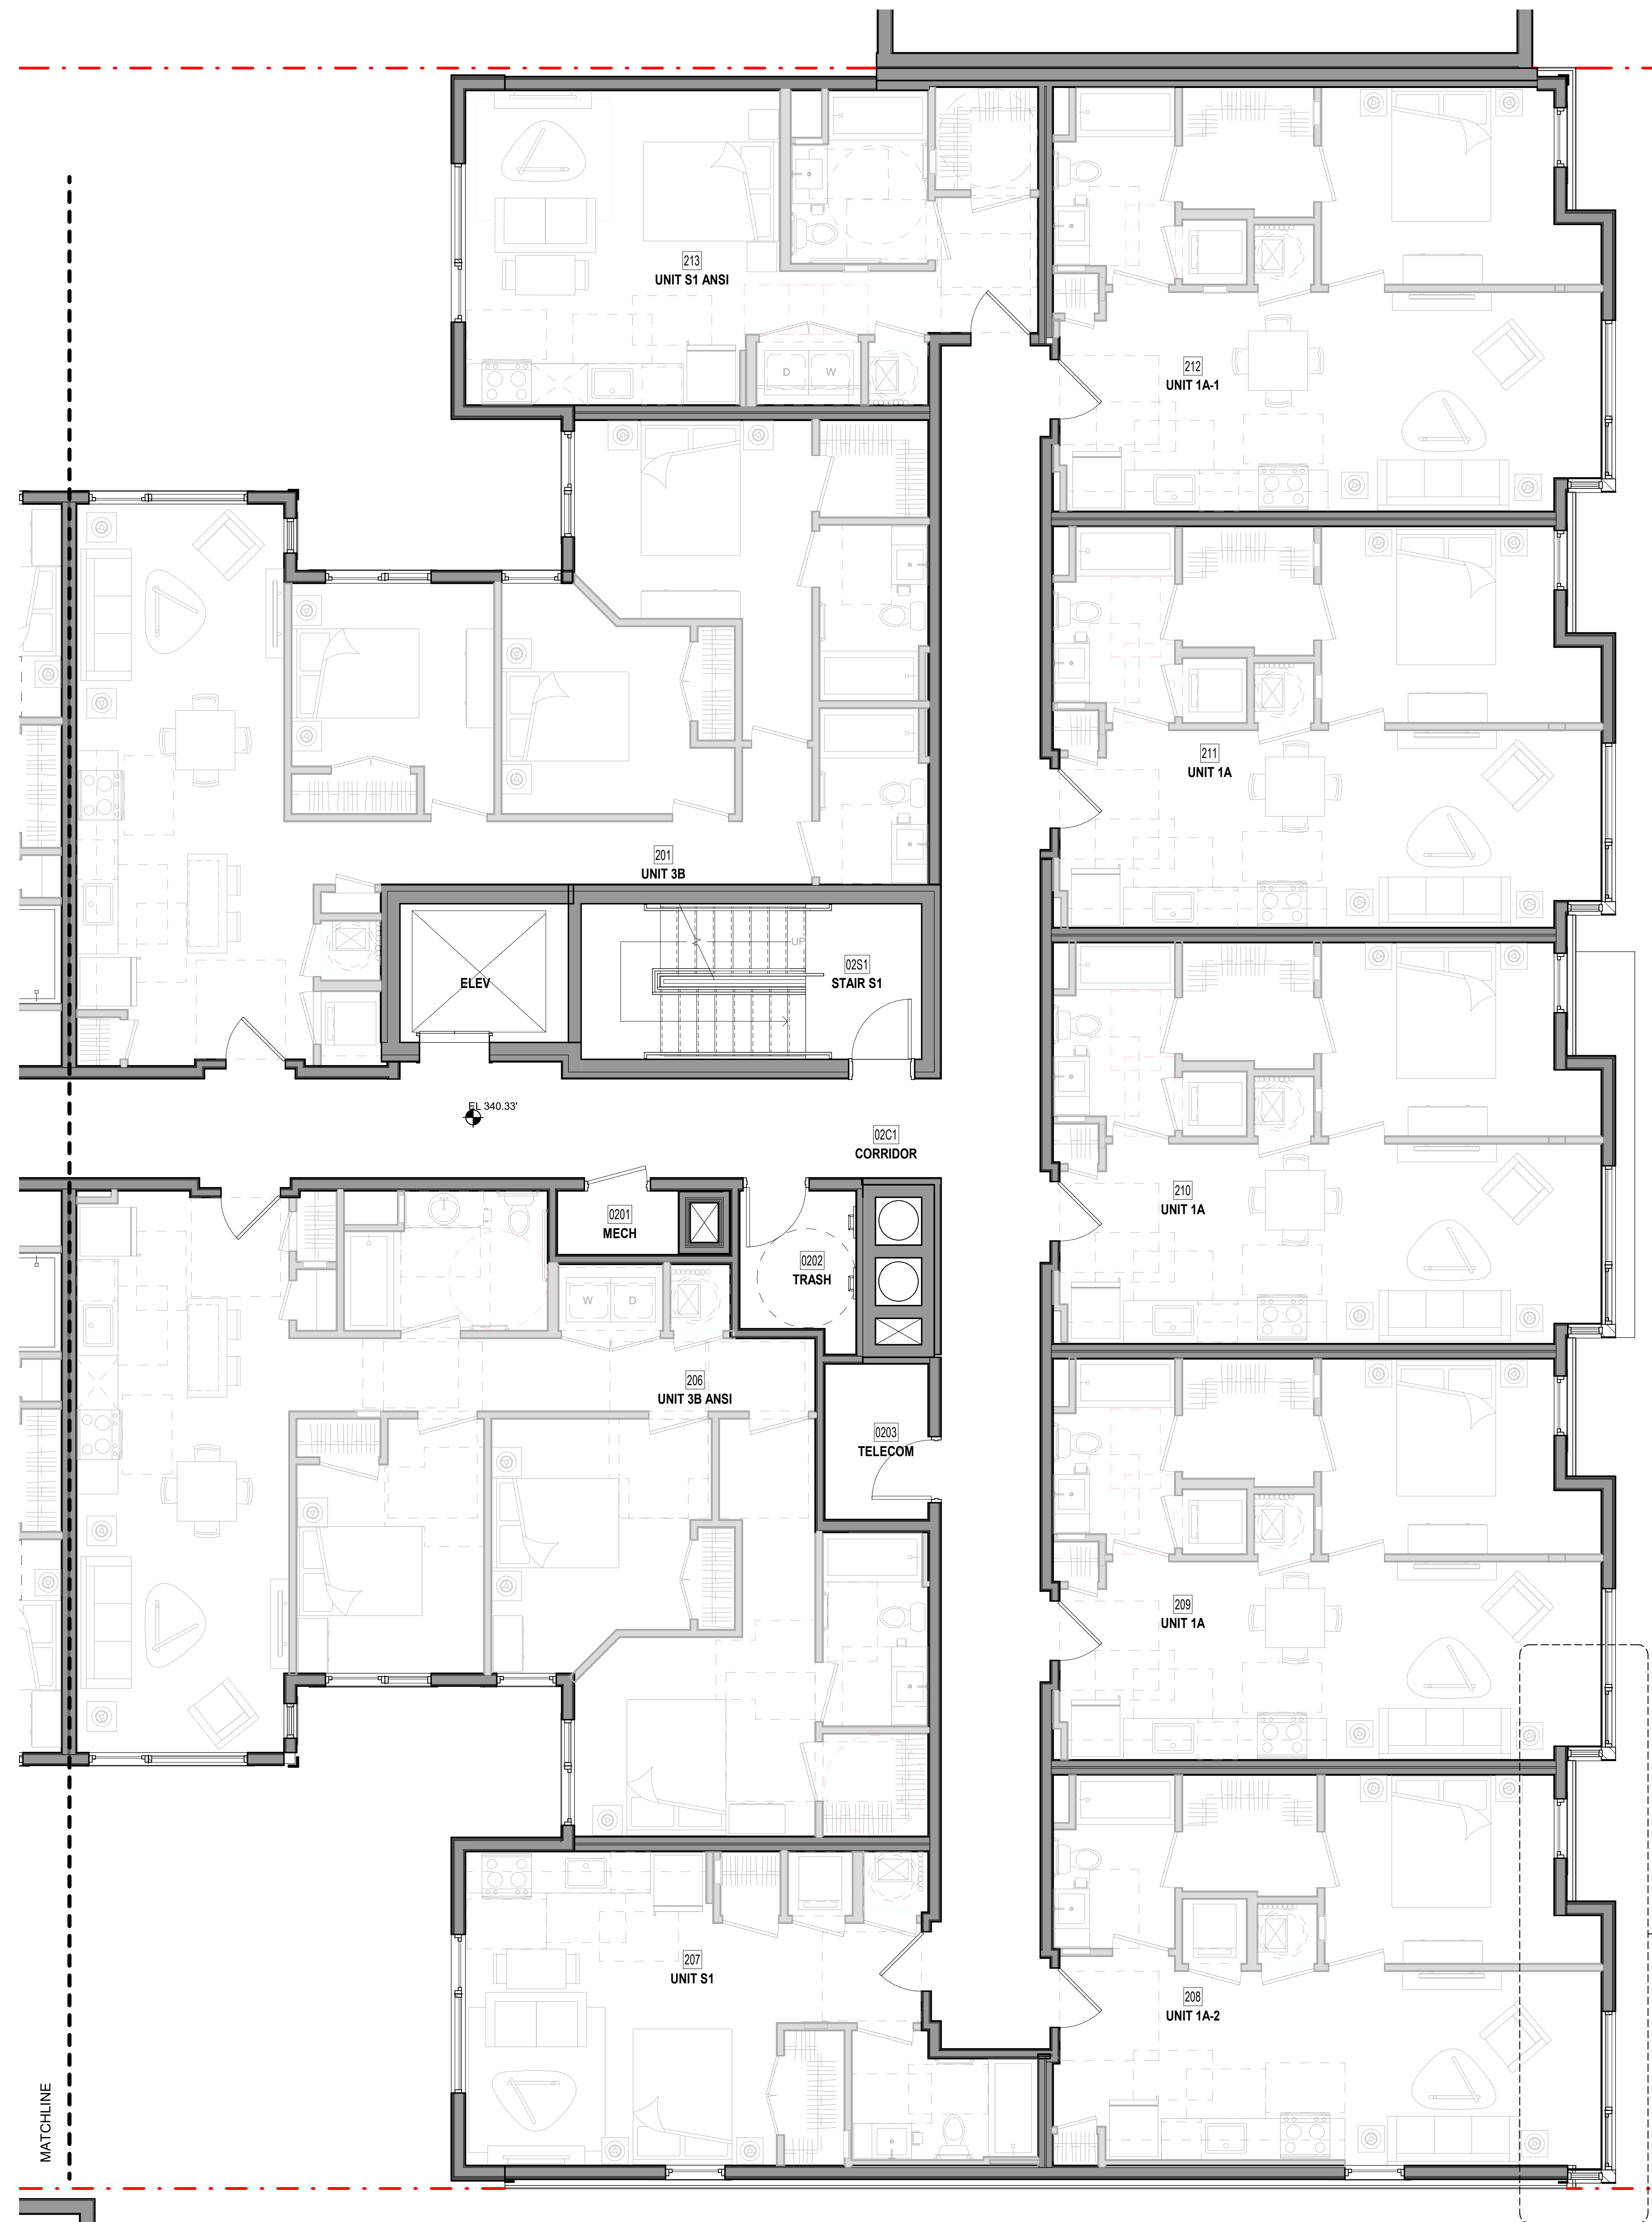 213
UNIT S1 ANSI
D
W
212
UNIT 1A-1
211
UNIT 1A
201
UNIT 3B
ELEV
UP
02S1
STAIR S1
EL 340.33'
02C1
CORRIDOR
210
UNIT 1A
0201
MECH
0202
TRASH
W
D
206
UNIT 3B ANSI
0203
TELECOM
209
UNIT 1A
207
UNIT S1
208
UNIT 1A-2
MATCHLINE